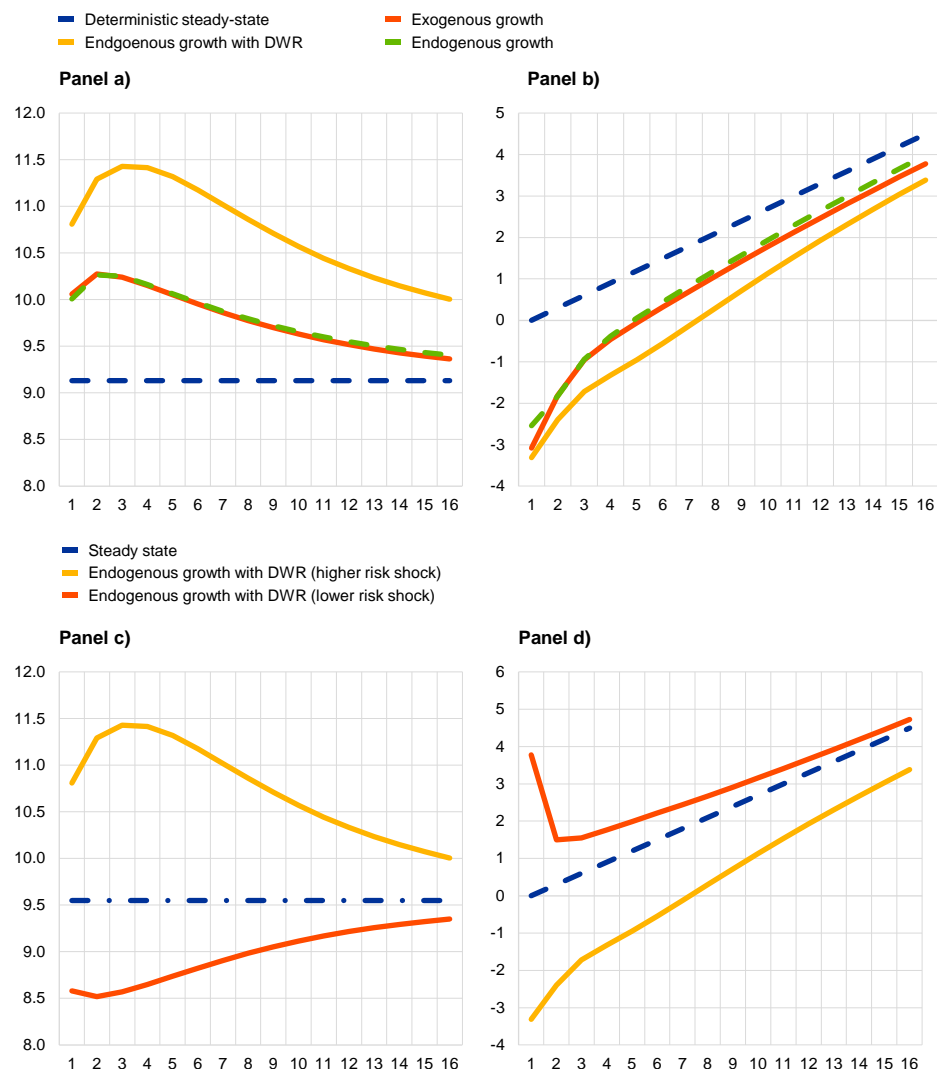 Deterministic steady-state
Exogenous growth
Endgoenous growth with DWR
Endogenous growth
Panel a)
Panel b)
12.0
11.5
11.0
10.5
10.0
9.5
9.0
8.5
8.0
1 2 3 4 5 6 7 8 9 10 11 12 13 14 15 16
5
4
3
2
1
0
-1
-2
-3
-4
1 2 3 4 5 6 7 8 9 10 11 12 13 14 15 16
Steady state
Endogenous growth with DWR (higher risk shock)
Endogenous growth with DWR (lower risk shock)
Panel c)
Panel d)
12.0
11.5
11.0
10.5
10.0
9.5
9.0
8.5
8.0
1 2 3 4 5 6 7 8 9 10 11 12 13 14 15 16
6
5
4
3
2
1
0
-1
-2
-3
-4
1 2 3 4 5 6 7 8 9 10 11 12 13 14 15 16